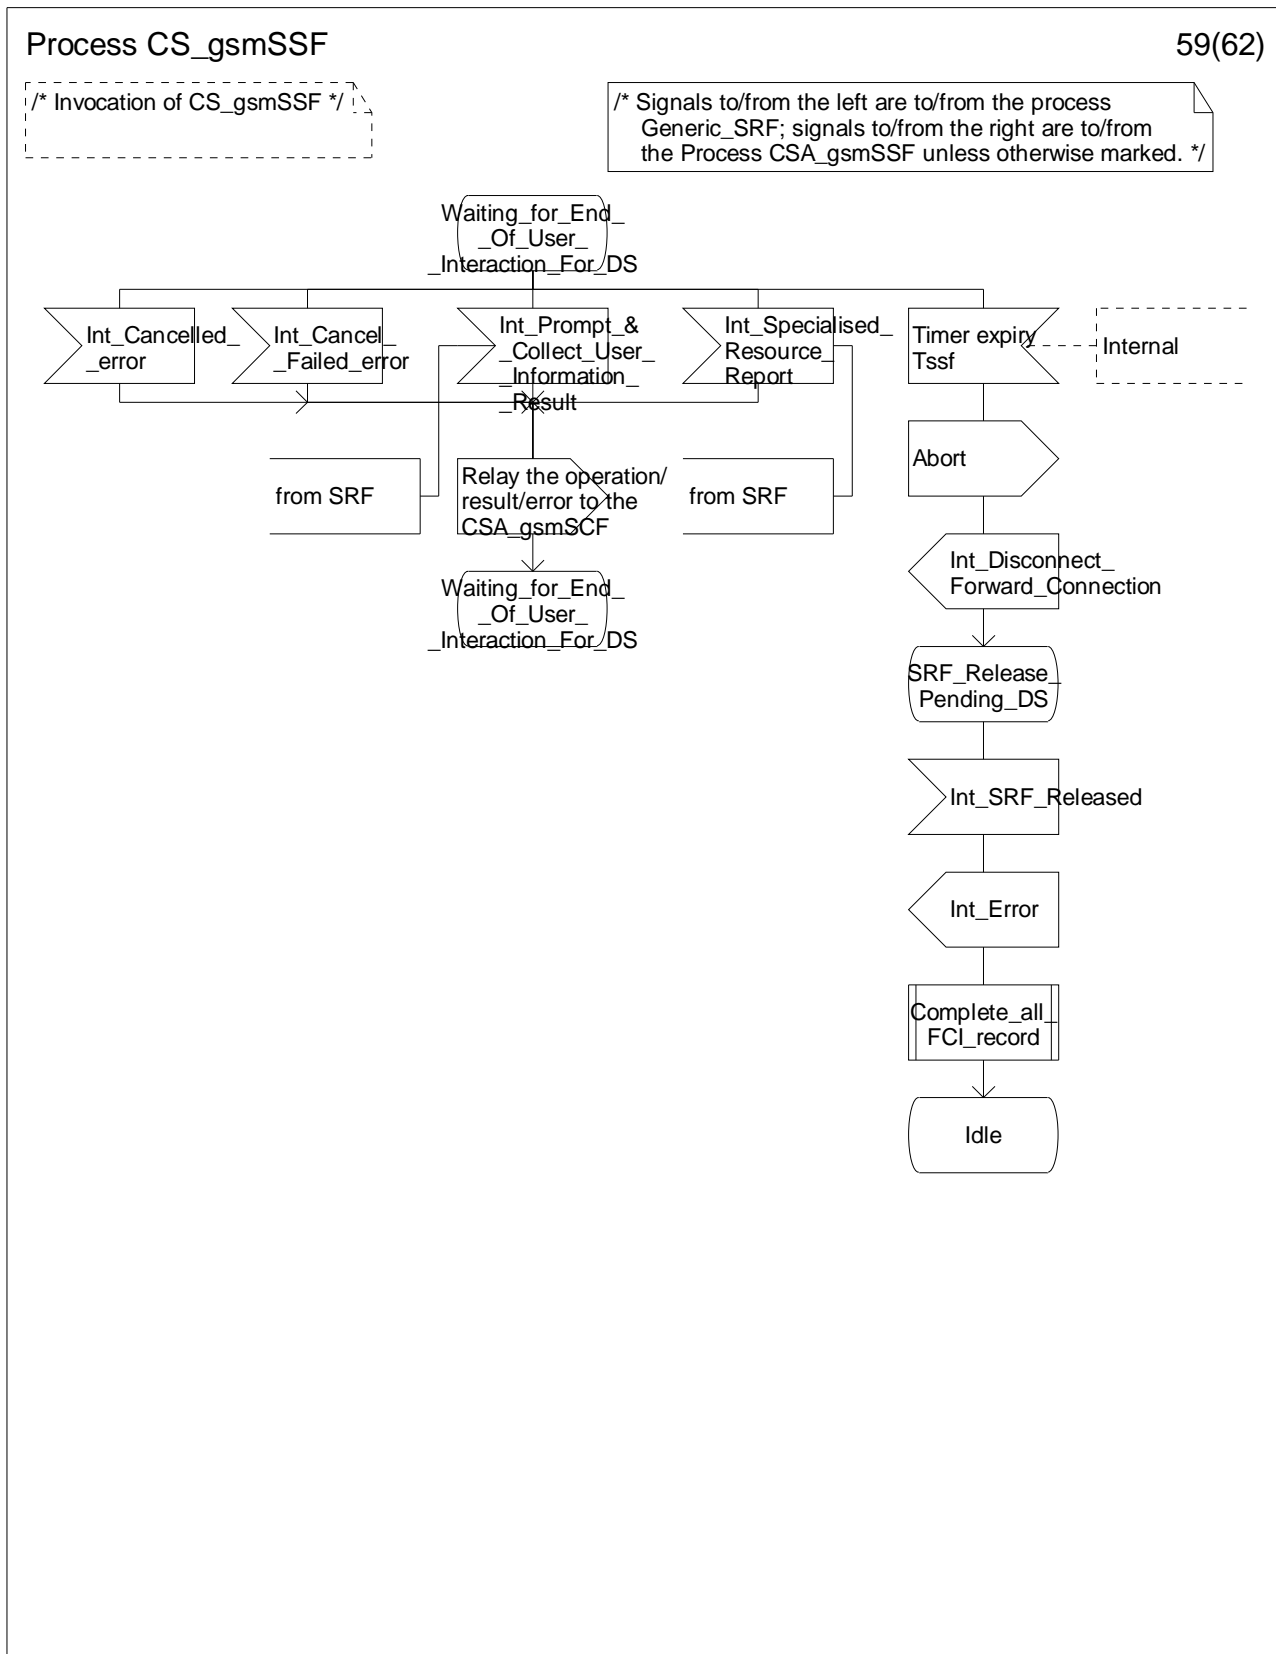 Process CS_gsmSSF
59(62)
/* Invocation of CS_gsmSSF */
/* Signals to/from the left are to/from the process
Generic_SRF; signals to/from the right are to/from
the Process CSA_gsmSSF unless otherwise marked. */
Waiting_for_End_
_Of_User_
_Interaction_For_DS
Int_Cancelled_
_error
Int_Cancel_
_Failed_error
Int_Prompt_&
_Collect_User_
_Information_
_Result
Int_Specialised_
Resource_
Report
Timer expiry
Tssf
Internal
Abort
from SRF
Relay the operation/
result/error to the
CSA_gsmSCF
from SRF
Int_Disconnect_
Forward_Connection
Waiting_for_End_
_Of_User_
_Interaction_For_DS
SRF_Release_
Pending_DS
Int_SRF_Released
Int_Error
Complete_all_
FCI_record
Idle